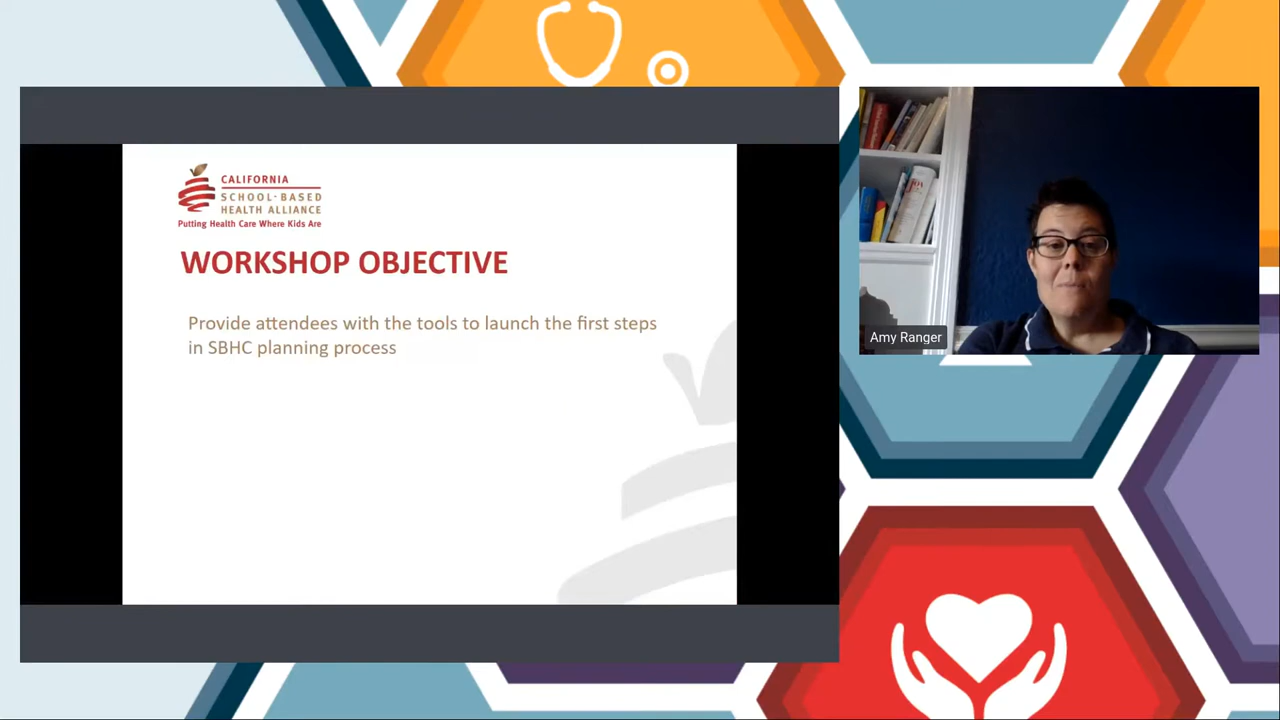 CALIFORNIA
SCHOOL-BASED
HEALTH ALLIANCE
Putting Health Care Where Kids Are
WORKSHOP OBJECTIVE
Provide attendees with the tools to launch the first steps
in SBHC planning process
Amy Ranger